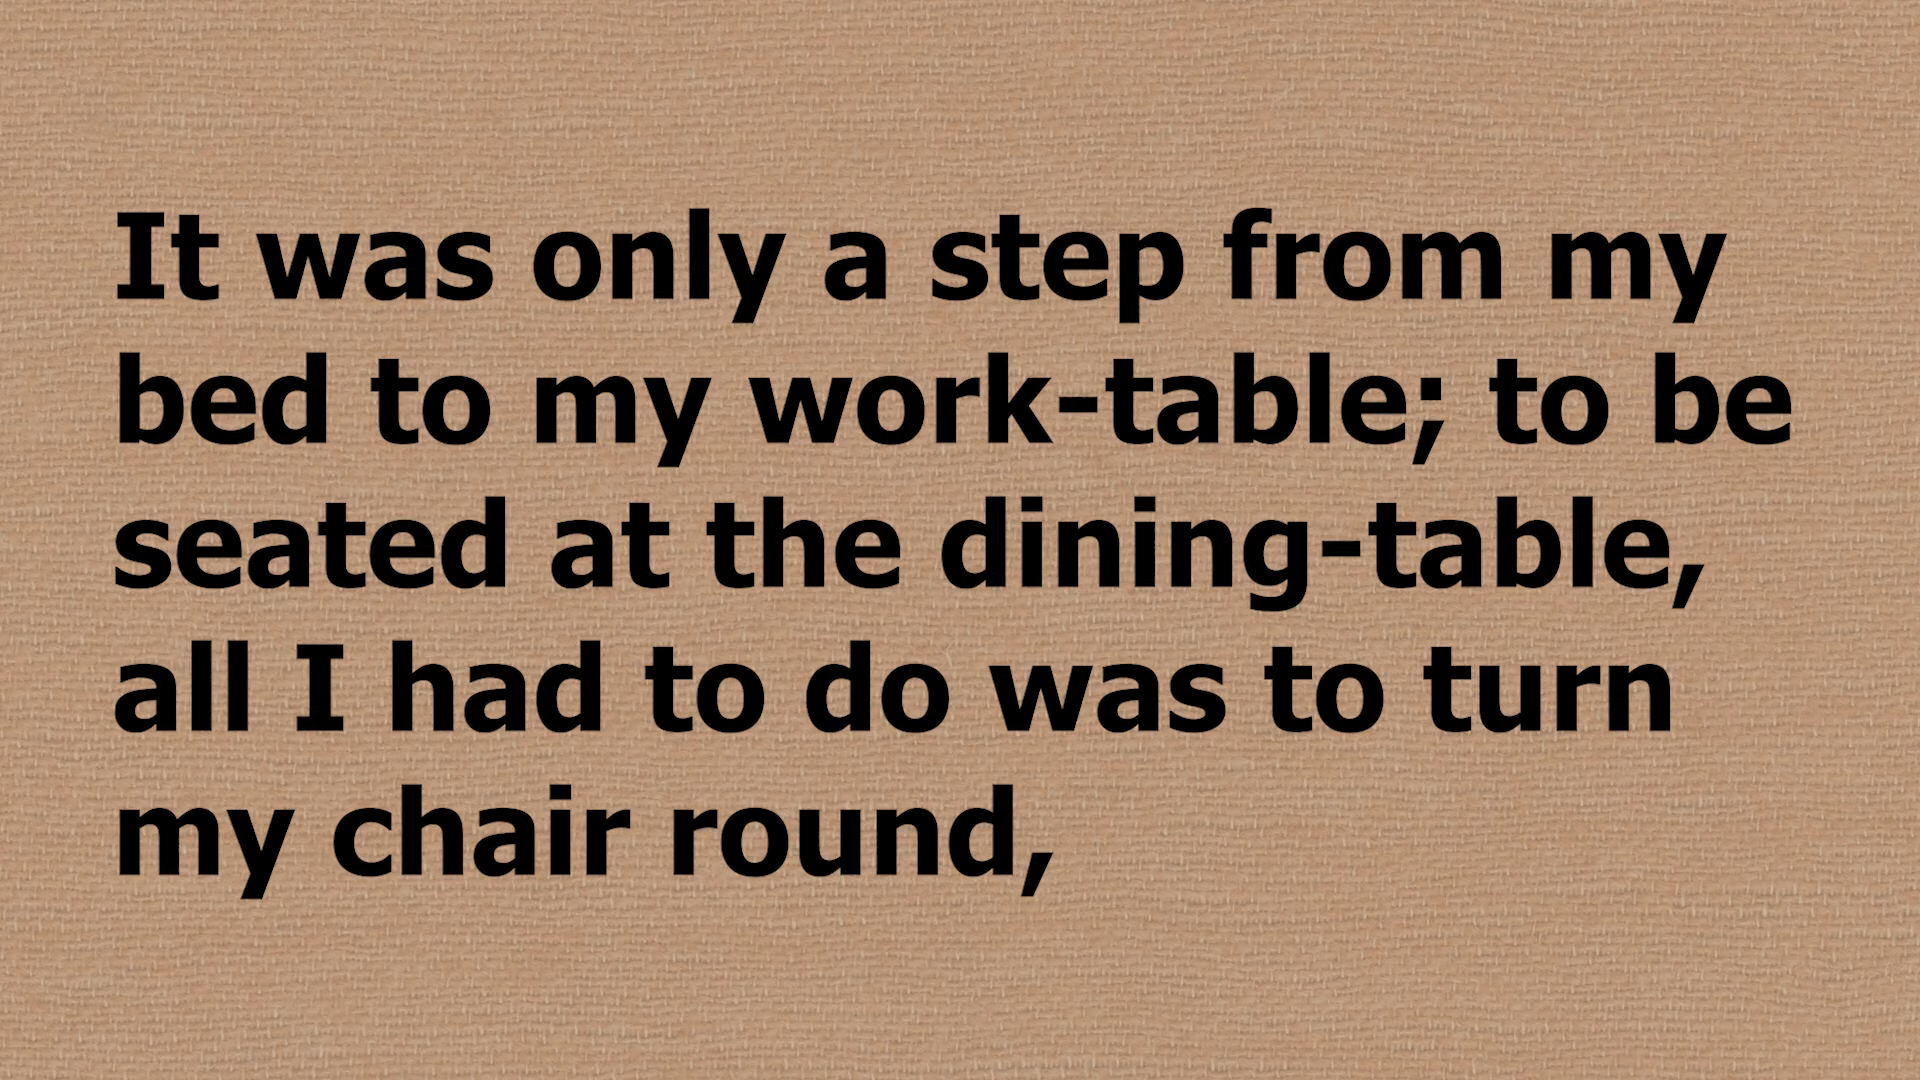 It was only a step from my
bed to my work-table; to be
seated at the dining-table,
all I had to do was to turn
my chair round,